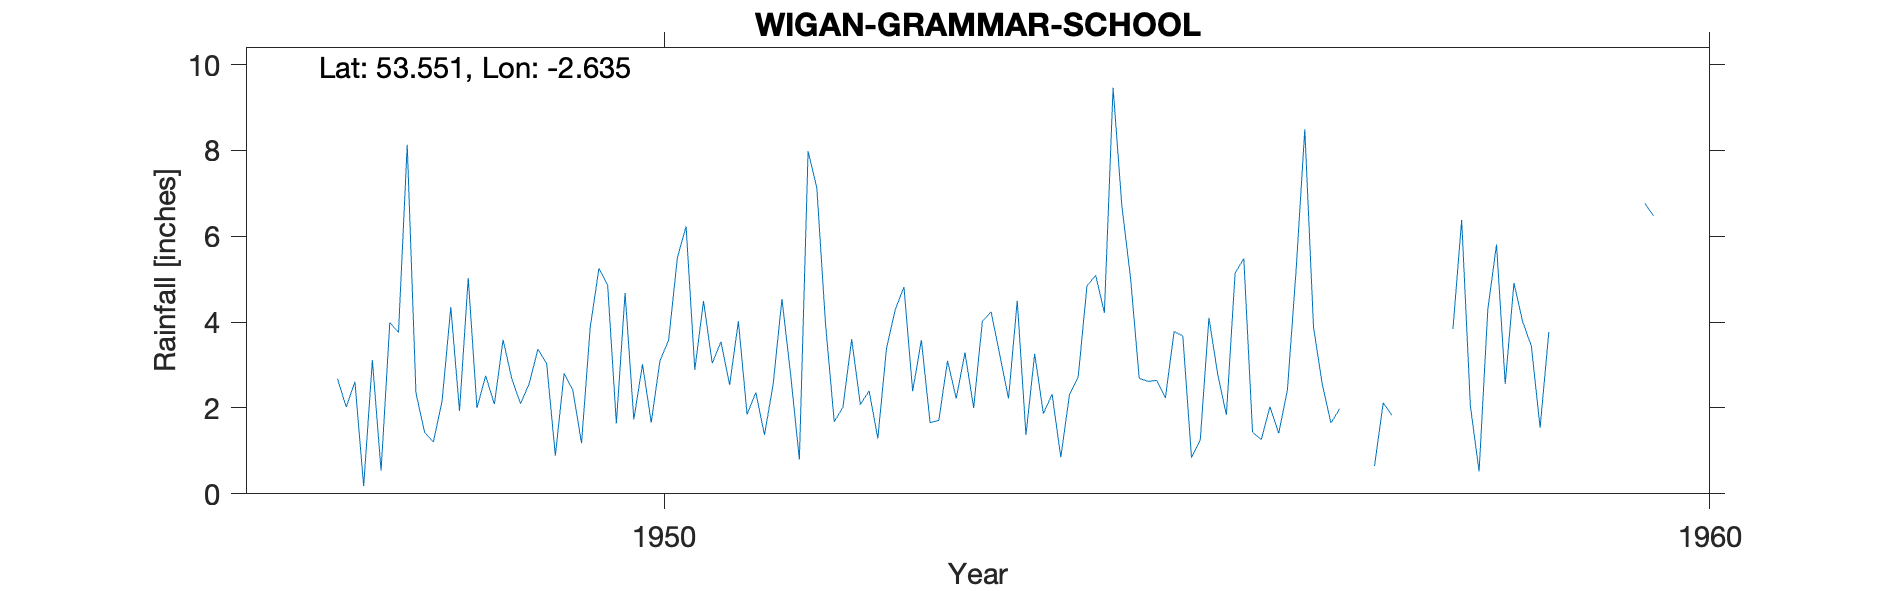 WIGAN-GRAMMAR-SCHOOL
Lat: 53.551, Lon: -2.635
10
8
6
4
2
0
Rainfall [inches]
1950
1960
Year